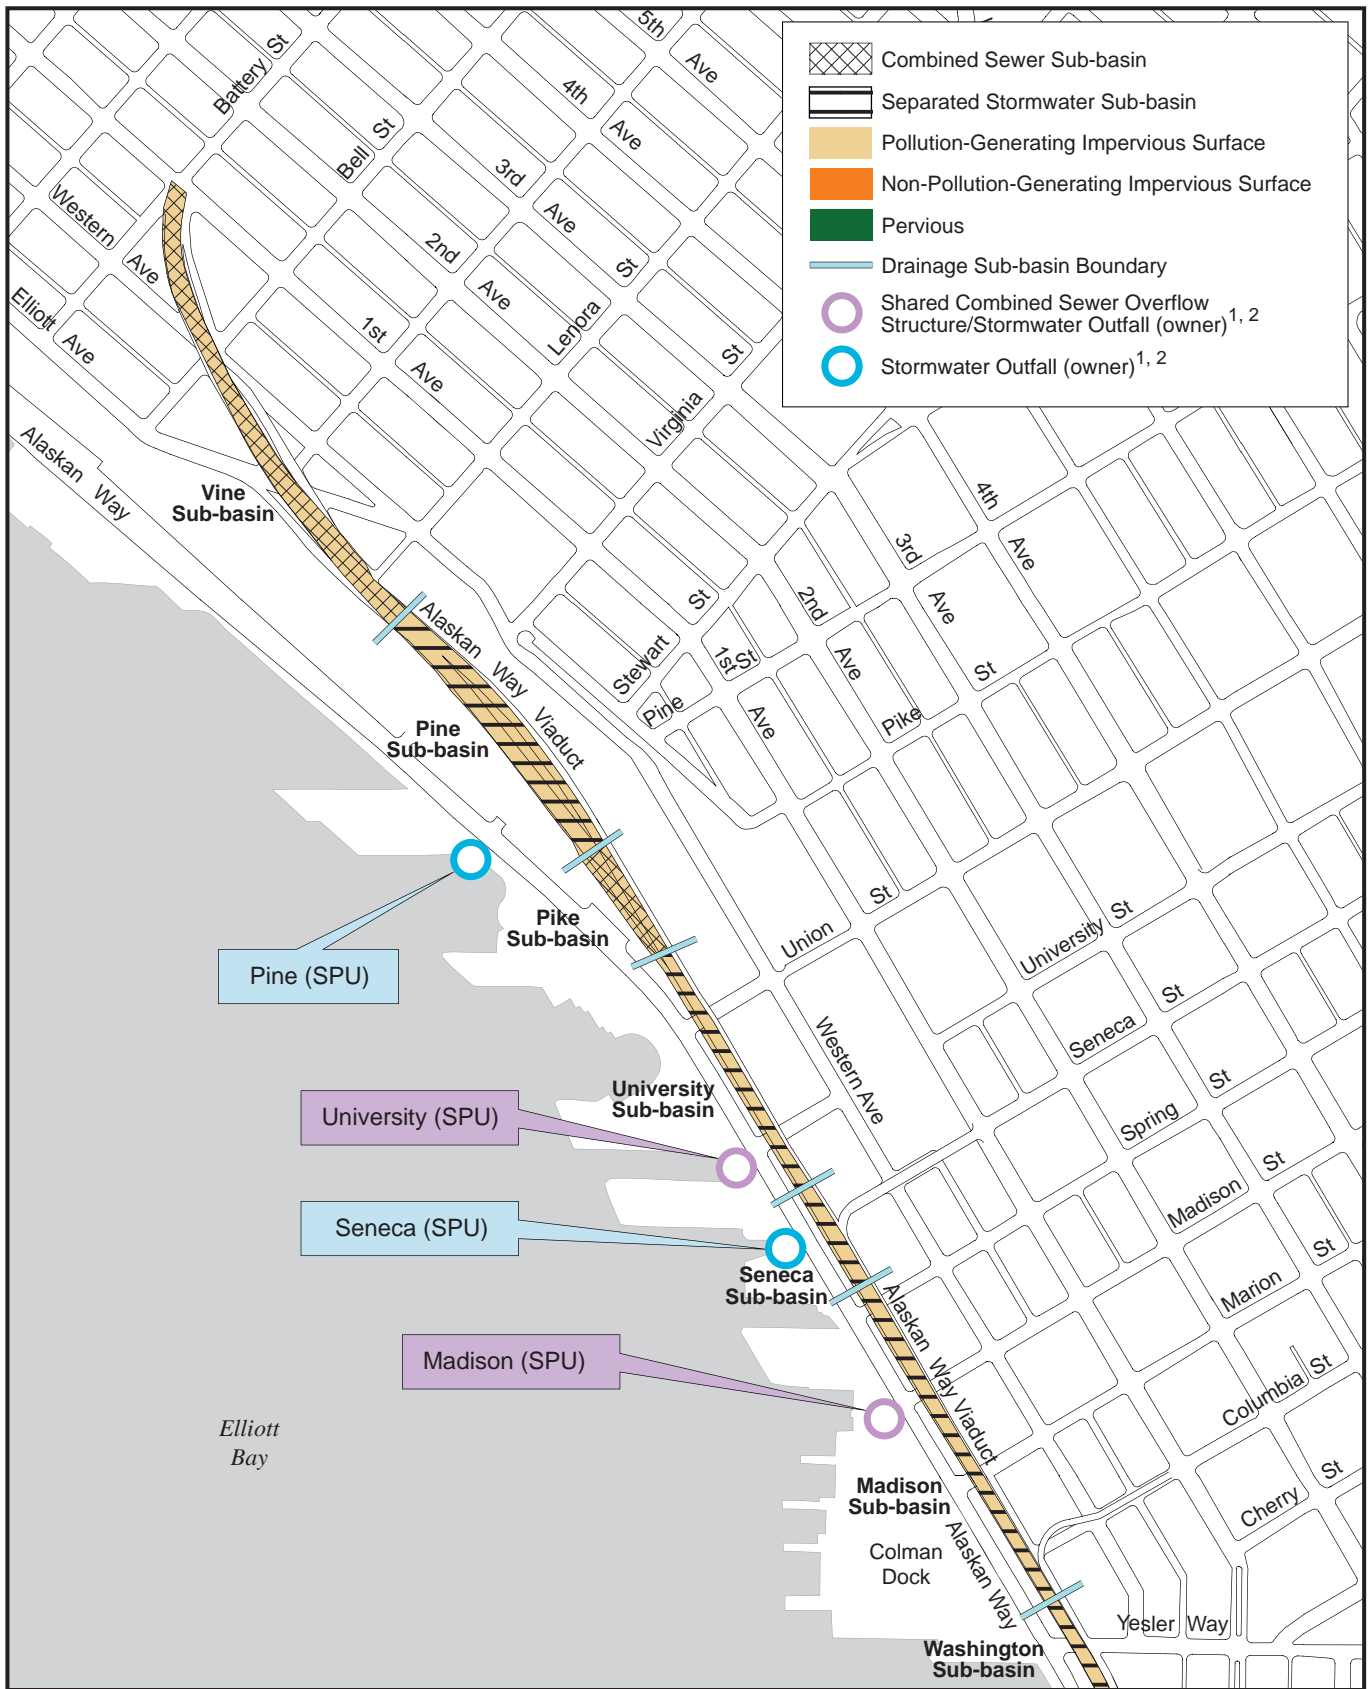 Combined Sewer Sub-basin
Separated Stormwater Sub-basin
Pollution-Generating Impervious Surface
Non-Pollution-Generating Impervious Surface
Pervious
Drainage Sub-basin Boundary
Shared Combined Sewer Overflow
Structure/Stormwater Outfall (owner)1, 2
Stormwater Outfall (owner)1, 2
5th
Ave
Battery St
4th
Ave
Bell
St
3rd
Ave
Western
Ave
2nd
Ave
St
Lenora
Elliott
Ave
1st
Ave
St
Virginia
Alaskan
Way
Vine
Sub-basin
4th
Ave
3rd
Ave
2nd
Ave
St
Stewart
1st
Ave
St
Pine
St
Pike
Alaskan
Way
Viaduct
Pine
Sub-basin
Pike
Sub-basin
St
Union
St
University
Pine (SPU)
St
Seneca
Western Ave
University
Sub-basin
St
Spring
University (SPU)
St
Madison
Seneca (SPU)
St
Marion
Seneca
Sub-basin
Alaskan
Way
Viaduct
Madison (SPU)
St
Columbia
Elliott
Bay
St
Cherry
Madison
Sub-basin
Colman
Dock
Alaskan
Way
Yesler Way
Washington
Sub-basin